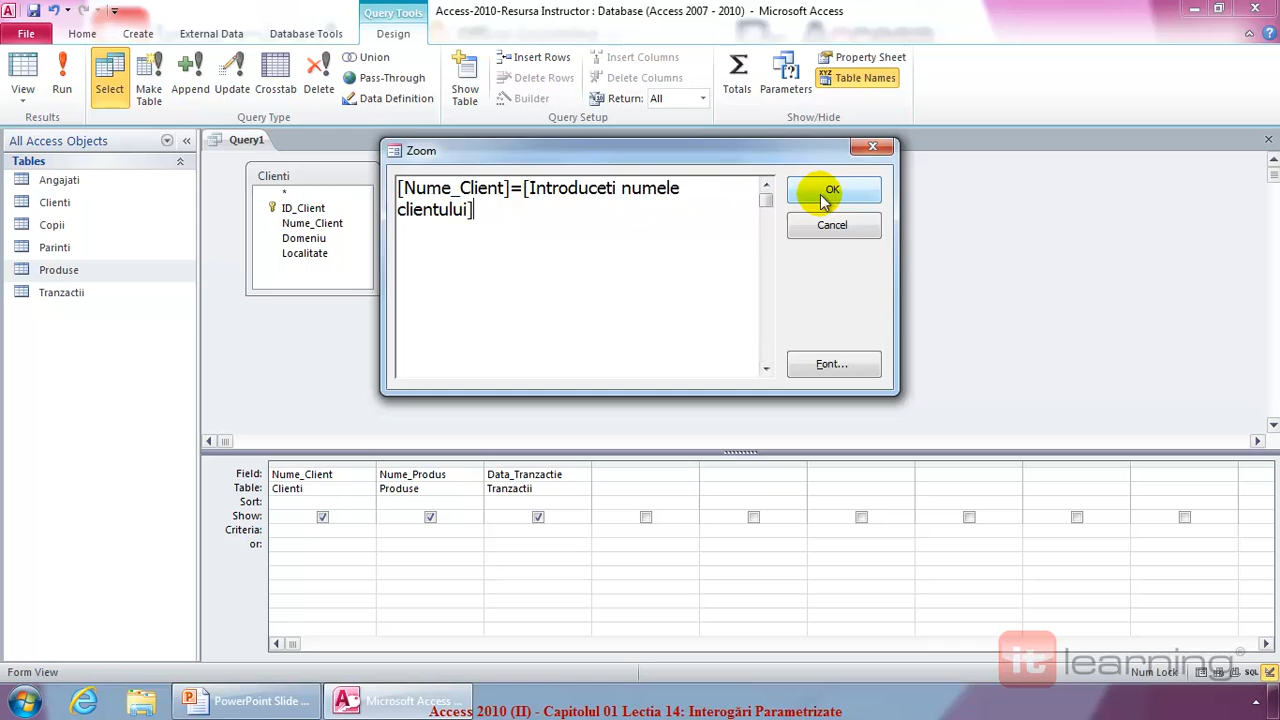 Query Tools
Access-2010-Resursa Instructor : Database (Access 2007 - 2010) - Microsoft Access
File
Home
Create
External Data
Database Tools
Design
View
Run
Select
Make Table
Append
Update
Crosstab
Delete
Union
Pass-Through
Data Definition
Show Table
Insert Rows
Delete Rows
Builder
Insert Columns
Delete Columns
Return: All
Totals
Parameters
Property Sheet
Table Names
Results
Query Type
Query Setup
Show/Hide
All Access Objects
Tables
Angajati
Clienti
Copii
Parinti
Produse
Tranzactii
Query1
Clienti
*
ID_Client
Nume_Client
Domeniu
Localitate
Zoom
[Nume_Client]=[Introduceti numele
clientului]
OK
Cancel
Font...
Field: Nume_Client Nume_Produs Data_Tranzactie
Table: Clienti Produse Tranzactii
Sort:
Show:
Criteria:
or:
it learning®
Form View
Num Lock
SQL
PowerPoint Slide ...
Microsoft Access ...
Access 2010 (II) - Capitolul 01 Lectia 14: Interogări Parametrizate